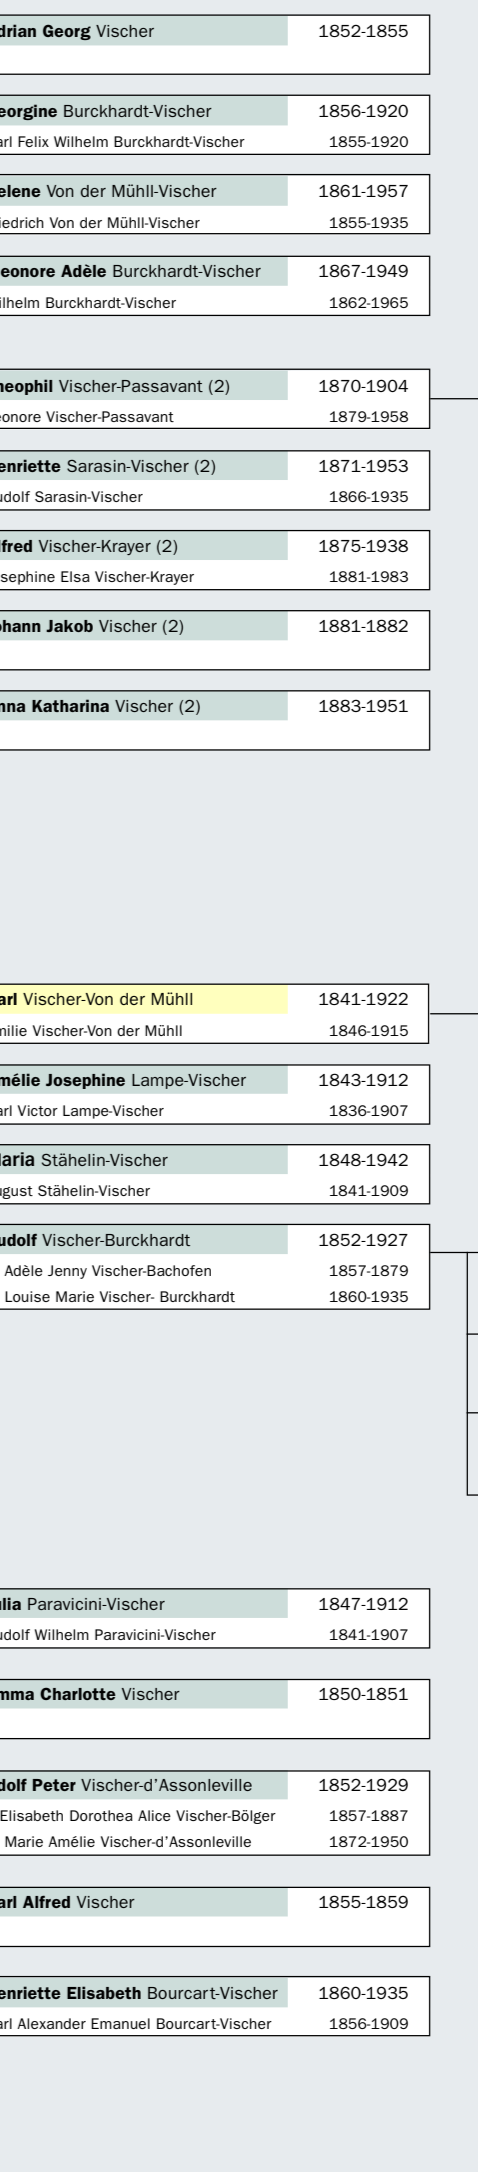 drian Georg Vischer 1852-1855
eorgine Burckhardt-Vischer 1856-1920
arl Felix Wilhelm Burckhardt-Vischer 1855-1920
elene Von der Mühll-Vischer 1861-1957
iedrich Von der Mühll-Vischer 1855-1935
eonore Adèle Burckhardt-Vischer 1867-1949
ilhelm Burckhardt-Vischer 1862-1965
heophil Vischer-Passavant (2) 1870-1904
eonore Vischer-Passavant 1879-1958
enriette Sarasin-Vischer (2) 1871-1953
udolf Sarasin-Vischer 1866-1935
lfred Vischer-Krayer (2) 1875-1938
osephine Elsa Vischer-Krayer 1881-1983
ohann Jakob Vischer (2) 1881-1882
nna Katharina Vischer (2) 1883-1951
arl Vischer-Von der Mühll 1841-1922
milie Vischer-Von der Mühll 1846-1915
mélie Josephine Lampe-Vischer 1843-1912
arl Victor Lampe-Vischer 1836-1907
laria Stähelin-Vischer 1848-1942
ugust Stähelin-Vischer 1841-1909
udolf Vischer-Burckhardt 1852-1927
Adèle Jenny Vischer-Bachofen 1857-1879
Louise Marie Vischer- Burckhardt 1860-1935
ulia Paravicini-Vischer 1847-1912
udolf Wilhelm Paravicini-Vischer 1841-1907
mma Charlotte Vischer 1850-1851
dolf Peter Vischer-d'Assonleville 1852-1929
Elisabeth Dorothea Alice Vischer-Bölger 1857-1887
Marie Amélie Vischer-d'Assonleville 1872-1950
arl Alfred Vischer 1855-1859
enriette Elisabeth Bourcart-Vischer 1860-1935
arl Alexander Emanuel Bourcart-Vischer 1856-1909